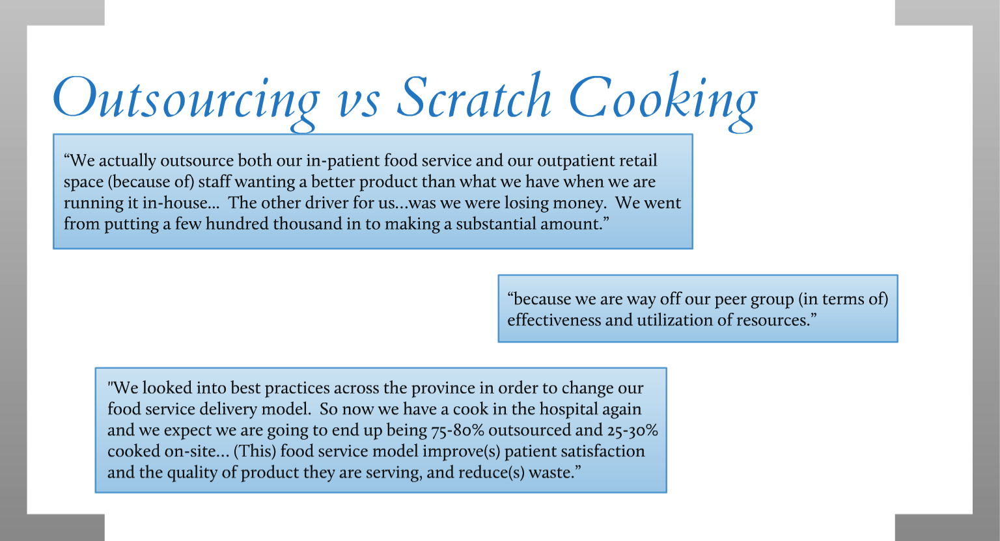 Outsourcing vs Scratch Cooking
“We actually outsource both our in-patient food service and our outpatient retail
space (because of) staff wanting a better product than what we have when we are
running it in-house...  The other driver for us...was we were losing money.  We went
from putting a few hundred thousand in to making a substantial amount.”
“because we are way off our peer group (in terms of)
effectiveness and utilization of resources.”
"We looked into best practices across the province in order to change our
food service delivery model.  So now we have a cook in the hospital again
and we expect we are going to end up being 75-80% outsourced and 25-30%
cooked on-site... (This) food service model improve(s) patient satisfaction
and the quality of product they are serving, and reduce(s) waste.”